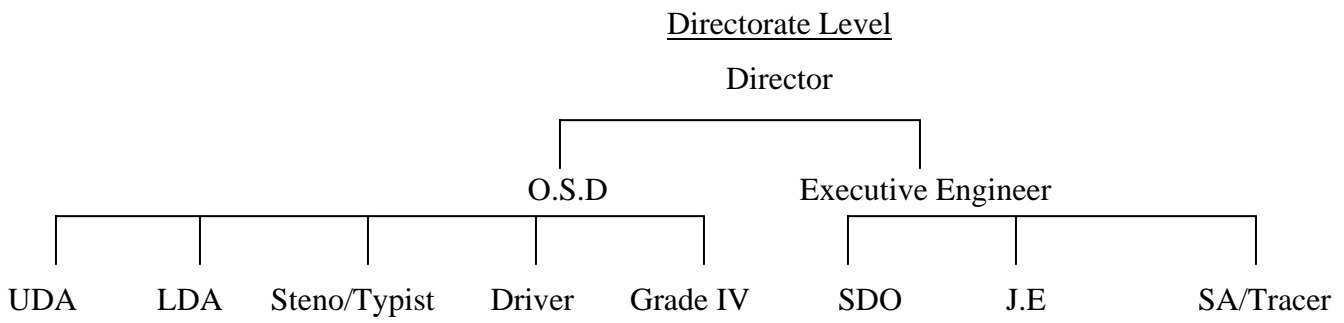 Directorate Level
Director
O.S.D Executive Engineer
UDA LDA Steno/Typist Driver Grade IV SDO J.E SA/Tracer